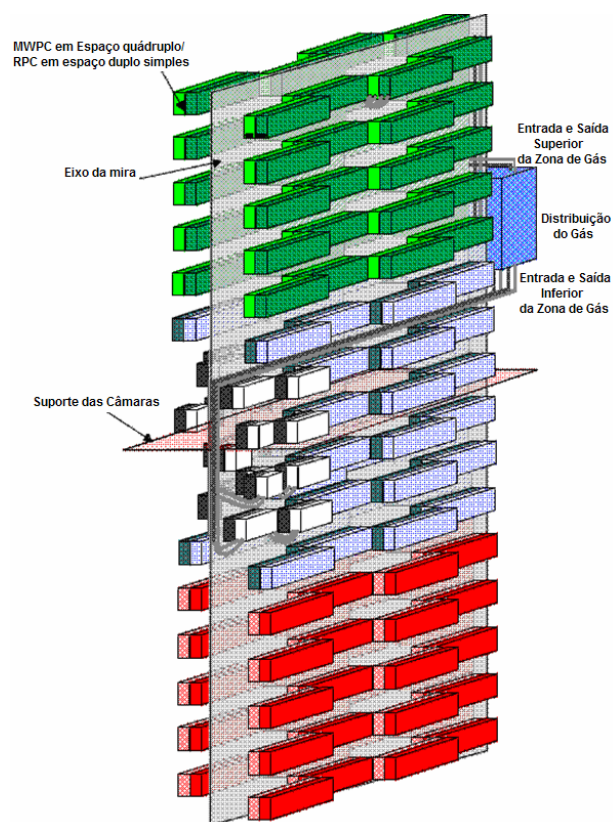 MWPC em Espaço quádruplo/
RPC em espaço duplo simples
Eixo da mira
Entrada e Saída
Superior
da Zona de Gás
Distribuição
do Gás
Entrada e Saída
Inferior
da Zona de Gás
Suporte das Câmaras